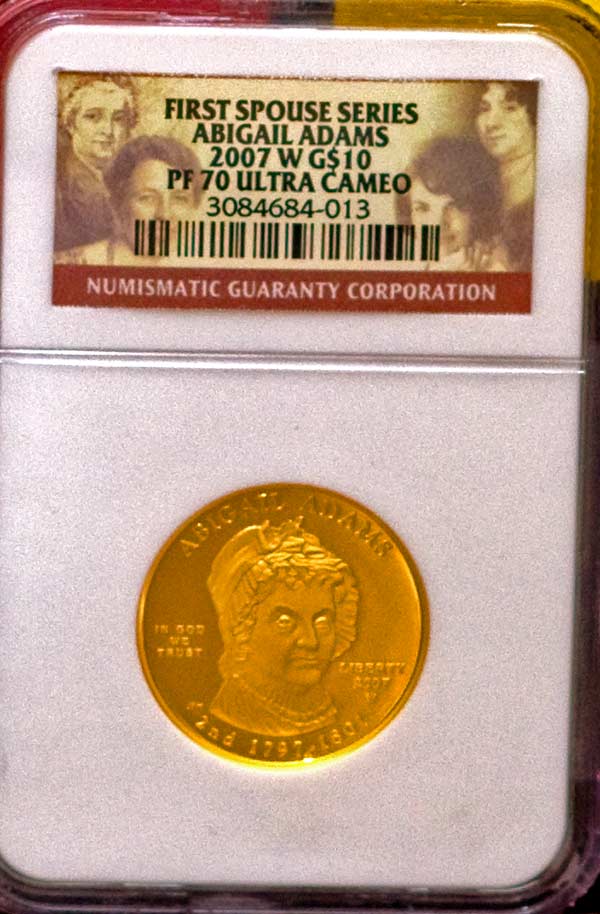 FIRST SPOUSE SERIES
ABIGAIL ADAMS
2007 W G$10
PF 70 ULTRA CAMEO
3084684-013
NUMISMATIC GUARANTY CORPORATION
ABIGAIL ADAMS
IN GOD
WE
TRUST
LIBERTY
2007
W
2nd 1797-1801